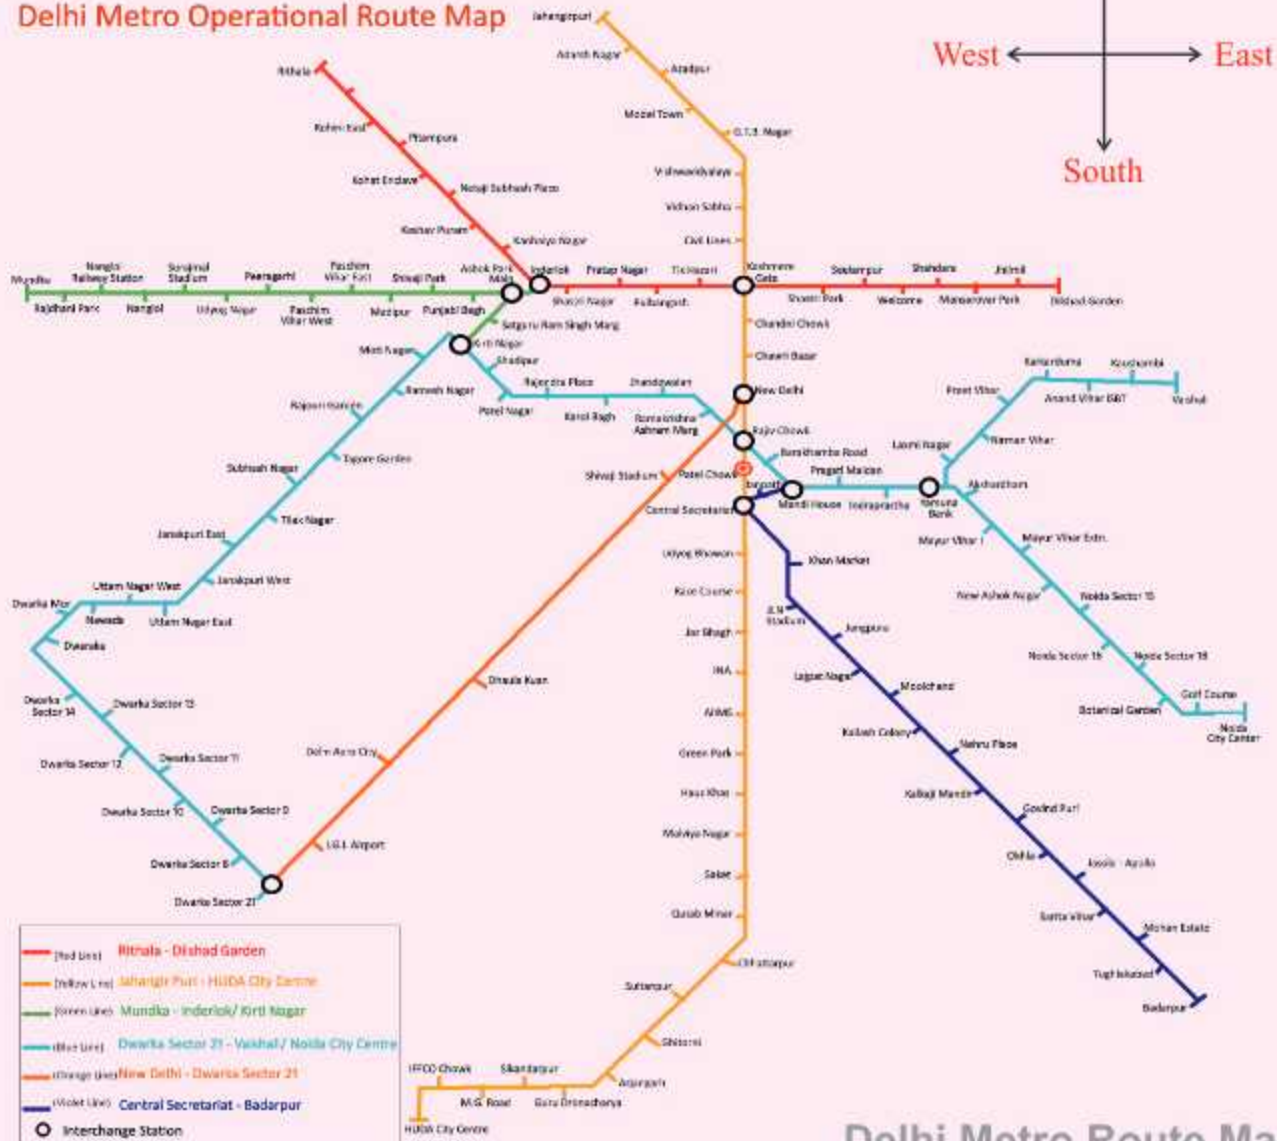 Delhi Metro Operational Route Map
West
East
South
Jahangirpuri
Adarsh Nagar
Azadpur
Model Town
G.T.B. Nagar
Vishwavidyalaya
Vidhan Sabha
Civil Lines
Kashmere
Gate
Chandni Chowk
Chawri Bazar
New Delhi
Rajiv Chowk
Patel Chowk
Central Secretariat
Udyog Bhawan
Race Course
Jor Bhagh
INA
AIIMS
Green Park
Hauz Khas
Malviya Nagar
Saket
Qutab Minar
Chhattarpur
Sultanpur
Ghitorni
Arjangarh
Guru Dronacharya
Sikandarpur
M.G. Road
IFFCO Chowk
HUDA City Centre
Rithala
Rohini East
Pitampura
Kohat Enclave
Netaji Subhash Place
Keshav Puram
Kanhaiya Nagar
Inderlok
Shastri Nagar
Pratap Nagar
Pulbangash
Tis Hazari
Shastri Park
Seelampur
Welcome
Shahdara
Mansarovar Park
Jhilmil
Dilshad Garden
Mundka
Rajdhani Park
Nangloi
Railway Station
Nangloi
Surajmal
Stadium
Udyog Nagar
Peeragarhi
Paschim
Vihar West
Paschim
Vihar East
Madipur
Shivaji Park
Punjabi Bagh
Ashok Park
Main
Satguru Ram Singh Marg
Kirti Nagar
Moti Nagar
Ramesh Nagar
Rajouri Garden
Tagore Garden
Subhash Nagar
Tilak Nagar
Janakpuri East
Janakpuri West
Uttam Nagar West
Uttam Nagar East
Nawada
Dwarka Mor
Dwaraka
Dwarka
Sector 14
Dwarka Sector 13
Dwarka Sector 12
Dwarka Sector 11
Dwarka Sector 10
Dwarka Sector 9
Dwarka Sector 8
Dwarka Sector 21
Shadipur
Patel Nagar
Rajendra Place
Karol Bagh
Jhandewalan
Ramakrishna
Ashram Marg
Barakhamba Road
Mandi House
Pragati Maidan
Indraprastha
Yamuna
Bank
Laxmi Nagar
Nirman Vihar
Preet Vihar
Karkarduma
Anand Vihar ISBT
Kaushambi
Vaishali
Akshardham
Mayur Vihar I
Mayur Vihar Extn.
New Ashok Nagar
Noida Sector 15
Noida Sector 16
Noida Sector 18
Botanical Garden
Golf Course
Noida
City Center
Shivaji Stadium
Dhaula Kuan
Delhi Aero City
I.G.I. Airport
Janpath
Khan Market
JLN
Stadium
Jangpura
Lajpat Nagar
Moolchand
Kailash Colony
Nehru Place
Kalkaji Mandir
Govind Puri
Okhla
Jasola - Apollo
Sarita Vihar
Mohan Estate
Tughlakabad
Badarpur
(Red Line) Rithala - Dilshad Garden
(Yellow Line) Jahangir Puri - HUDA City Centre
(Green Line) Mundka - Inderlok/ Kirti Nagar
(Blue Line) Dwarka Sector 21 - Vaishali/ Noida City Centre
(Orange Line) New Delhi - Dwarka Sector 21
(Violet Line) Central Secretariat - Badarpur
Interchange Station
Delhi Metro Route Ma